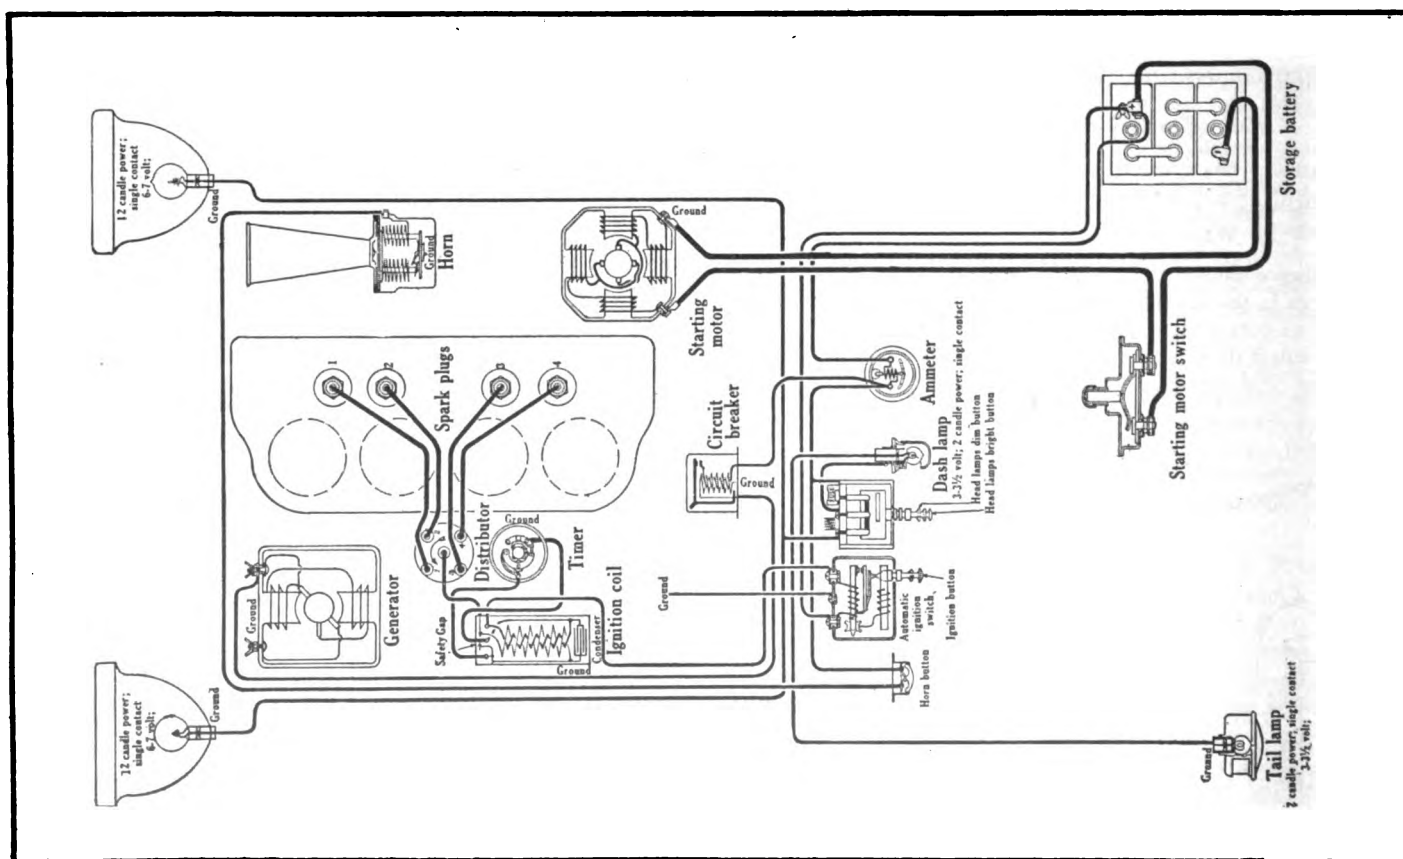 12 candle power;
single contact
6-7 volt;
Ground
Ground
Horn
Ground
Starting
motor
Storage battery
1
2
3
4
Spark plugs
Circuit
breaker
Ground
Ammeter
Dash lamp
3-3½ volt; 2 candle power; single contact
Head lamps dim button
Head lamps bright button
Starting motor switch
Ground
Generator
Distributor
Ground
Timer
Safety Gap
Ignition coil
Condenser
Ground
Ground
Automatic
ignition
switch,
Ignition button
Horn button
12 candle power;
single contact
6-7 volt;
Ground
Ground
Tail lamp
2 candle power; single contact
3-3½ volt;